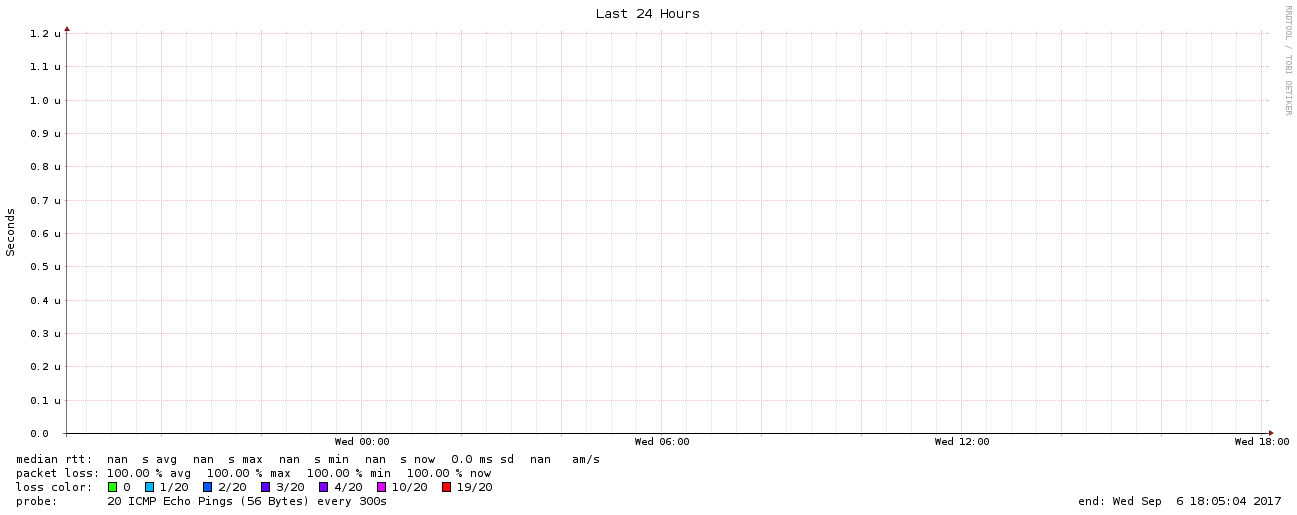 Last 24 Hours
RRDTOOL / TOBI OETIKER
1.2 u
1.1 u
1.0 u
0.9 u
0.8 u
0.7 u
0.6 u
0.5 u
0.4 u
0.3 u
0.2 u
0.1 u
0.0
Seconds
Wed 00:00 Wed 06:00 Wed 12:00 Wed 18:00
median rtt: nan s avg nan s max nan s min nan s now 0.0 ms sd nan am/s
packet loss: 100.00 % avg 100.00 % max 100.00 % min 100.00 % now
loss color: 0 1/20 2/20 3/20 4/20 10/20 19/20
probe: 20 ICMP Echo Pings (56 Bytes) every 300s end: Wed Sep 6 18:05:04 2017